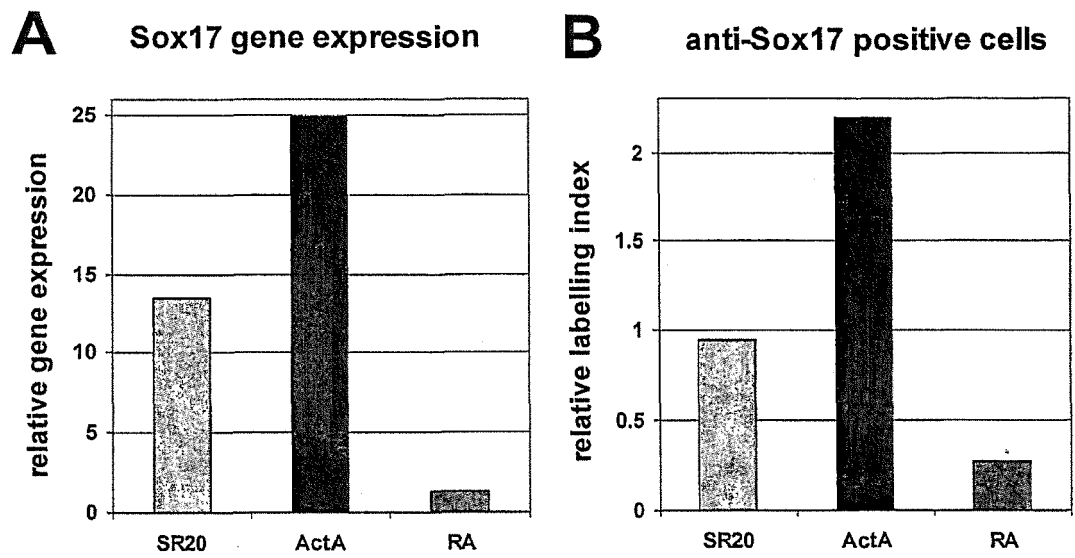 A
Sox17 gene expression
relative gene expression
25
20
15
10
5
0
SR20
ActA
RA
B
anti-Sox17 positive cells
relative labelling index
2
1.5
1
0.5
0
SR20
ActA
RA